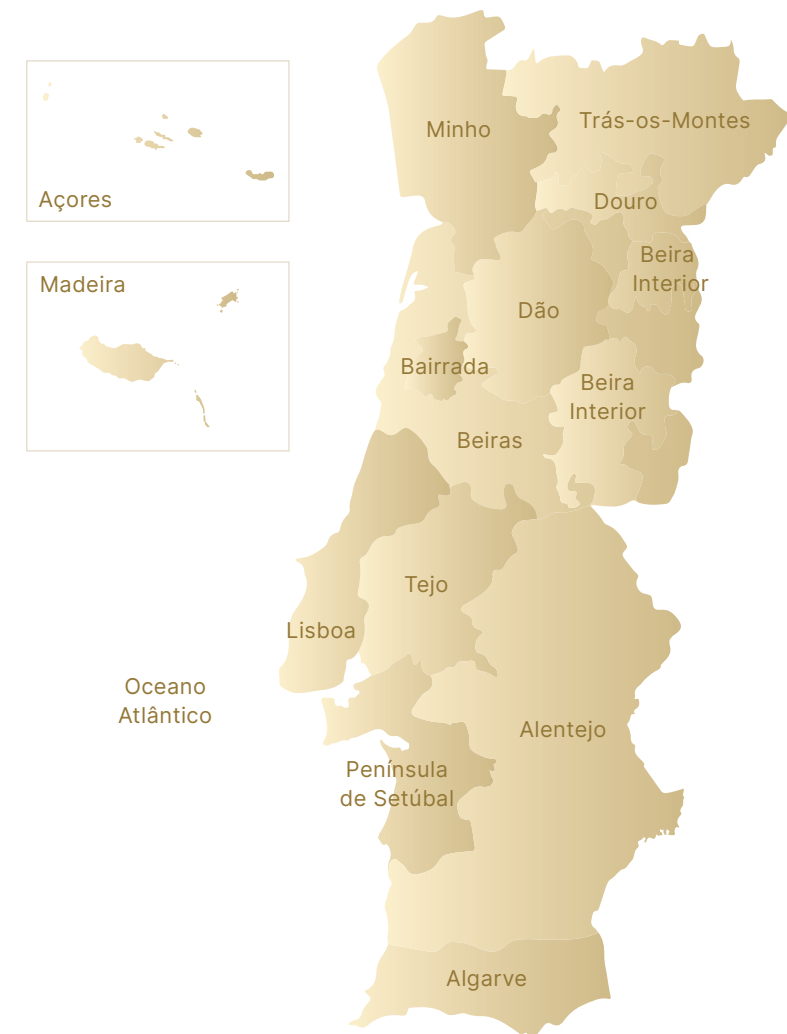 Minho
Trás-os-Montes
Açores
Douro
Madeira
Beira
Interior
Dão
Bairrada
Beira
Interior
Beiras
Tejo
Lisboa
Oceano
Atlântico
Alentejo
Península
de Setúbal
Algarve